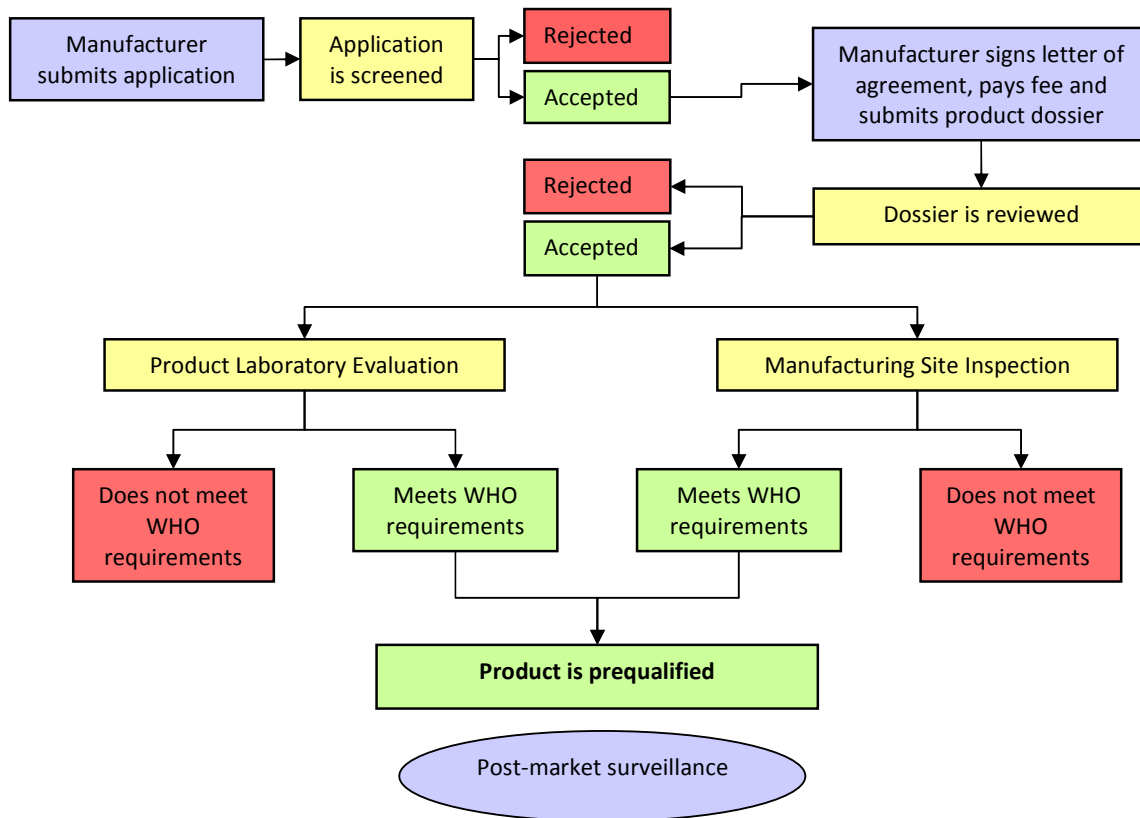 Manufacturer
submits application
Application
is screened
Rejected
Accepted
Manufacturer signs letter of
agreement, pays fee and
submits product dossier
Rejected
Accepted
Dossier is reviewed
Product Laboratory Evaluation
Manufacturing Site Inspection
Does not meet
WHO
requirements
Meets WHO
requirements
Meets WHO
requirements
Does not meet
WHO
requirements
Product is prequalified
Post-market surveillance